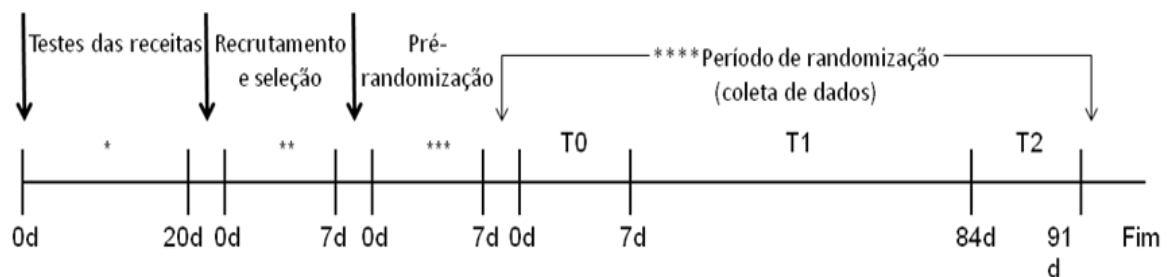 Testes das receitas
Recrutamento
e seleção
Pré-
randomização
****Período de randomização
(coleta de dados)
* ** *** T0 T1 T2
0d 20d 0d 7d 0d 7d 0d 7d 84d 91
d
Fim